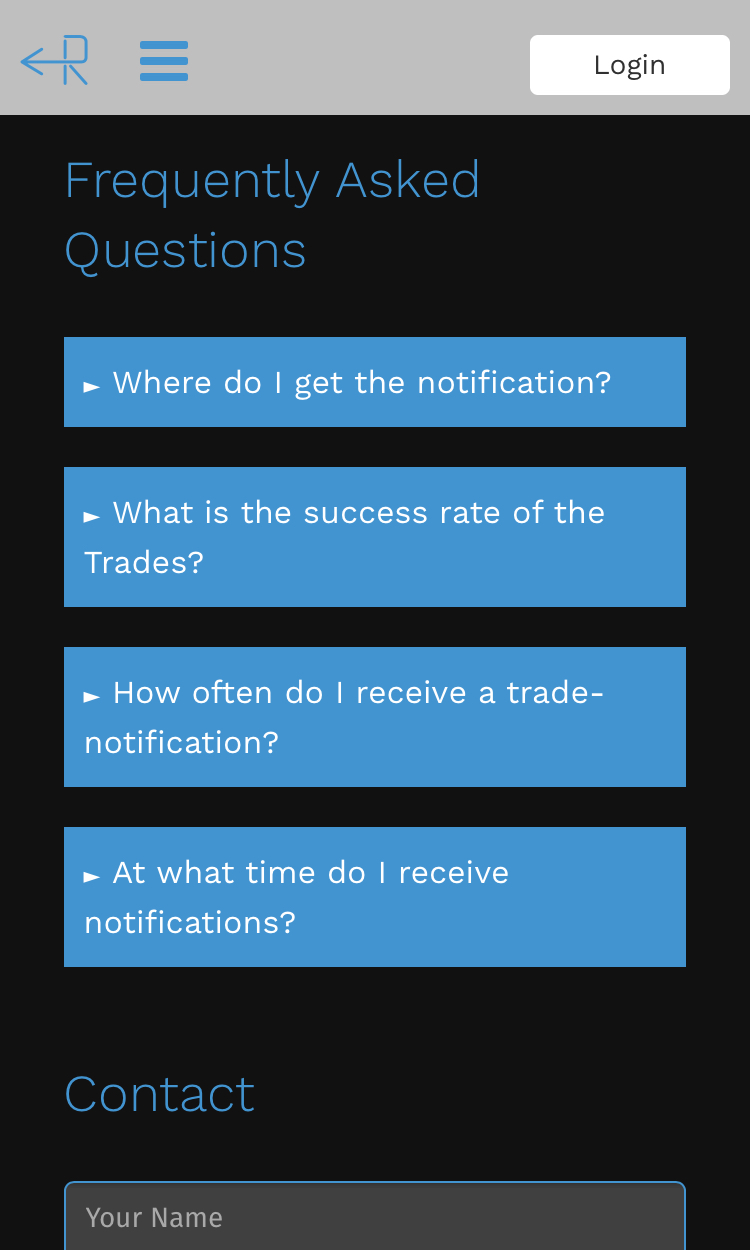 Login
Frequently Asked
Questions
► Where do I get the notification?
► What is the success rate of the
Trades?
► How often do I receive a trade-
notification?
► At what time do I receive
notifications?
Contact
Your Name